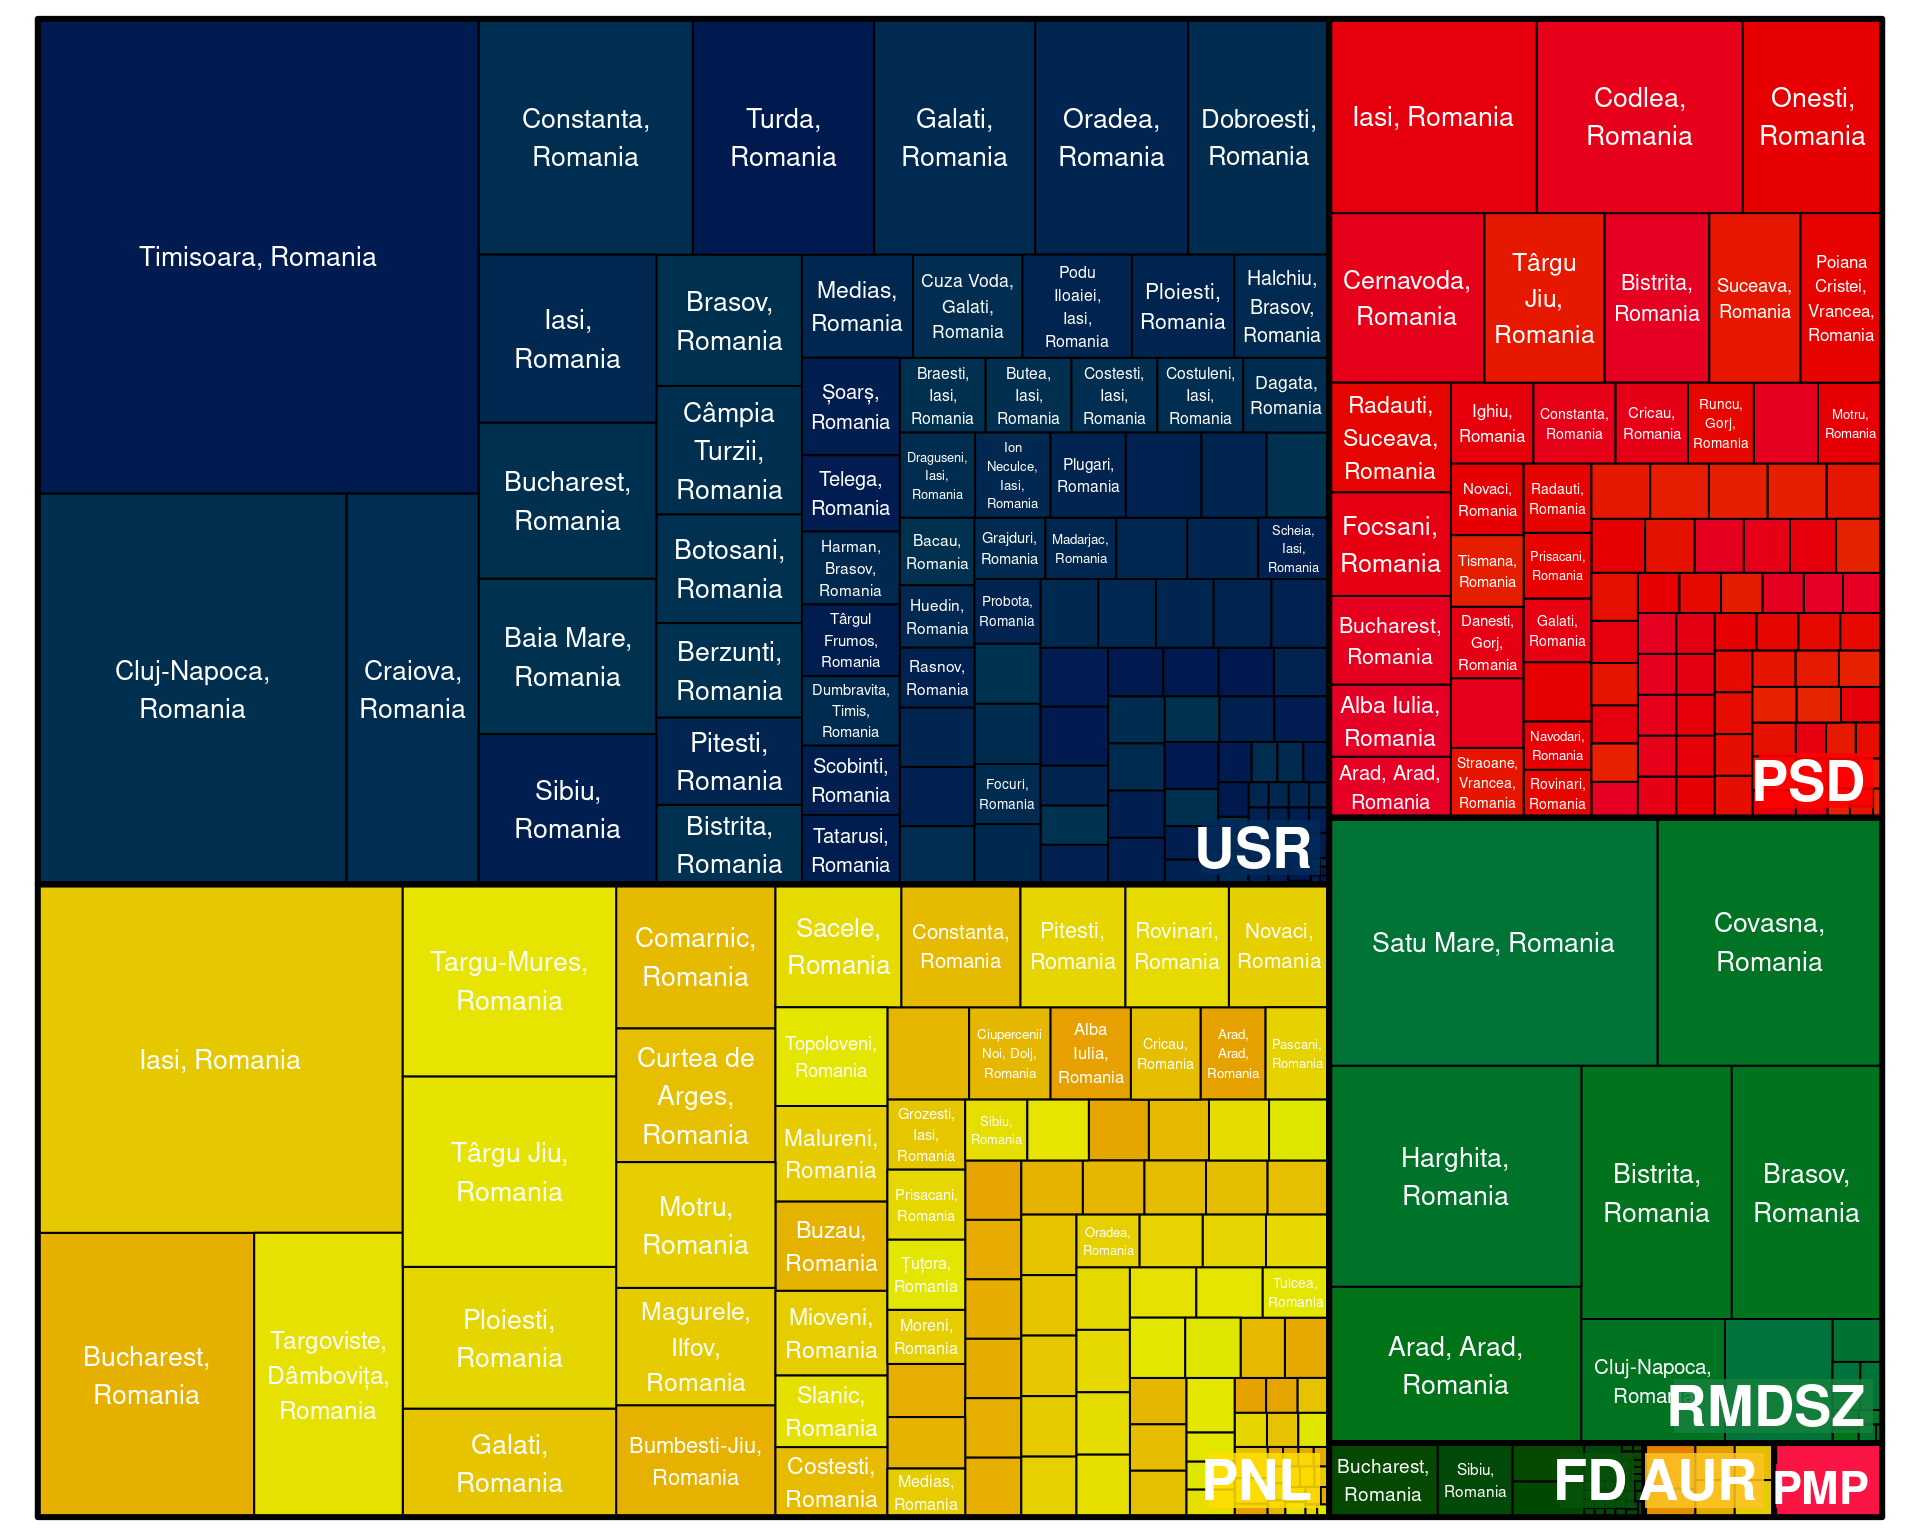 Timisoara, Romania
Cluj-Napoca,
Romania
Craiova,
Romania
Constanta,
Romania
Turda,
Romania
Galati,
Romania
Oradea,
Romania
Dobroesti,
Romania
Iasi,
Romania
Bucharest,
Romania
Baia Mare,
Romania
Sibiu,
Romania
Brasov,
Romania
Câmpia
Turzii,
Romania
Botosani,
Romania
Berzunti,
Romania
Pitesti,
Romania
Bistrita,
Romania
Medias,
Romania
Cuza Voda,
Galati,
Romania
Podu
Iloaiei,
Iasi,
Romania
Ploiesti,
Romania
Halchiu,
Brasov,
Romania
Șoarș,
Romania
Telega,
Romania
Harman,
Brasov,
Romania
Târgul
Frumos,
Romania
Dumbravita,
Timis,
Romania
Scobinti,
Romania
Tatarusi,
Romania
Braesti,
Iasi,
Romania
Butea,
Iasi,
Romania
Costesti,
Iasi,
Romania
Costuleni,
Iasi,
Romania
Dagata,
Romania
Draguseni,
Iasi,
Romania
Ion
Neculce,
Iasi,
Romania
Plugari,
Romania
Bacau,
Romania
Grajduri,
Romania
Madarjac,
Romania
Scheia,
Iasi,
Romania
Huedin,
Romania
Probota,
Romania
Rasnov,
Romania
Focuri,
Romania
USR
Iasi, Romania
Codlea,
Romania
Onesti,
Romania
Cernavoda,
Romania
Târgu
Jiu,
Romania
Bistrita,
Romania
Suceava,
Romania
Poiana
Cristei,
Vrancea,
Romania
Radauti,
Suceava,
Romania
Focsani,
Romania
Bucharest,
Romania
Alba Iulia,
Romania
Arad, Arad,
Romania
Ighiu,
Romania
Constanta,
Romania
Cricau,
Romania
Runcu,
Gorj,
Romania
Motru,
Romania
Novaci,
Romania
Radauti,
Romania
Tismana,
Romania
Prisacani,
Romania
Danesti,
Gorj,
Romania
Galati,
Romania
Straoane,
Vrancea,
Romania
Navodari,
Romania
Rovinari,
Romania
PSD
Iasi, Romania
Bucharest,
Romania
Targoviste,
Dâmbovița,
Romania
Targu-Mures,
Romania
Târgu Jiu,
Romania
Ploiesti,
Romania
Galati,
Romania
Comarnic,
Romania
Curtea de
Arges,
Romania
Motru,
Romania
Magurele,
Ilfov,
Romania
Bumbesti-Jiu,
Romania
Sacele,
Romania
Constanta,
Romania
Pitesti,
Romania
Rovinari,
Romania
Novaci,
Romania
Topoloveni,
Romania
Malureni,
Romania
Buzau,
Romania
Mioveni,
Romania
Slanic,
Romania
Costesti,
Romania
Ciupercenii
Noi, Dolj,
Romania
Alba
Iulia,
Romania
Cricau,
Romania
Arad,
Arad,
Romania
Pascani,
Romania
Grozesti,
Iasi,
Romania
Sibiu,
Romania
Prisacani,
Romania
Țuțora,
Romania
Moreni,
Romania
Medias,
Romania
Oradea,
Romania
Tulcea,
Romania
PNL
Satu Mare, Romania
Covasna,
Romania
Harghita,
Romania
Arad, Arad,
Romania
Bistrita,
Romania
Brasov,
Romania
Cluj-Napoca,
Romania
RMDSZ
Bucharest,
Romania
Sibiu,
Romania
FD
AUR
PMP